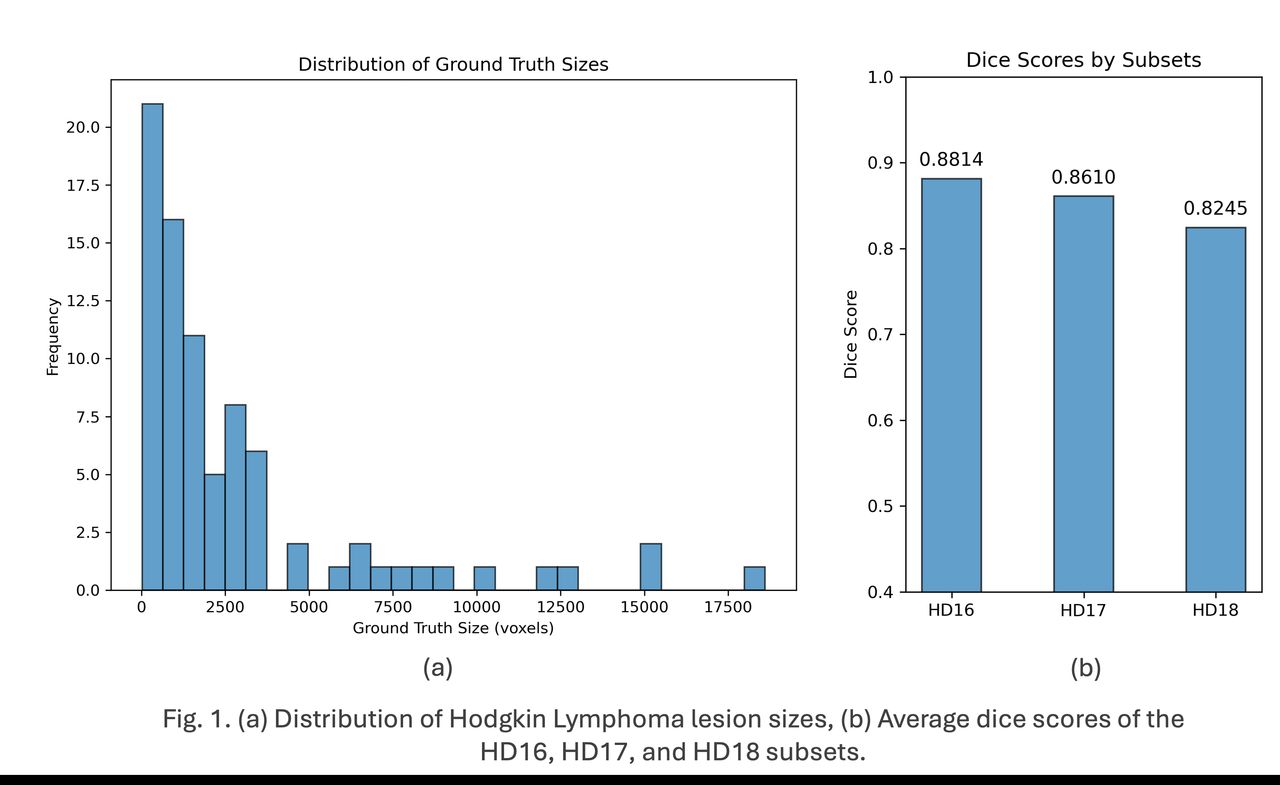 Distribution of Ground Truth Sizes
20.0
17.5
15.0
12.5
10.0
7.5
5.0
2.5
0.0
Frequency
0 2500 5000 7500 10000 12500 15000 17500
Ground Truth Size (voxels)
(a)
Dice Scores by Subsets
1.0
0.9
0.8
0.7
0.6
0.5
0.4
Dice Score
0.8814
0.8610
0.8245
HD16 HD17 HD18
(b)
Fig. 1. (a) Distribution of Hodgkin Lymphoma lesion sizes, (b) Average dice scores of the
HD16, HD17, and HD18 subsets.